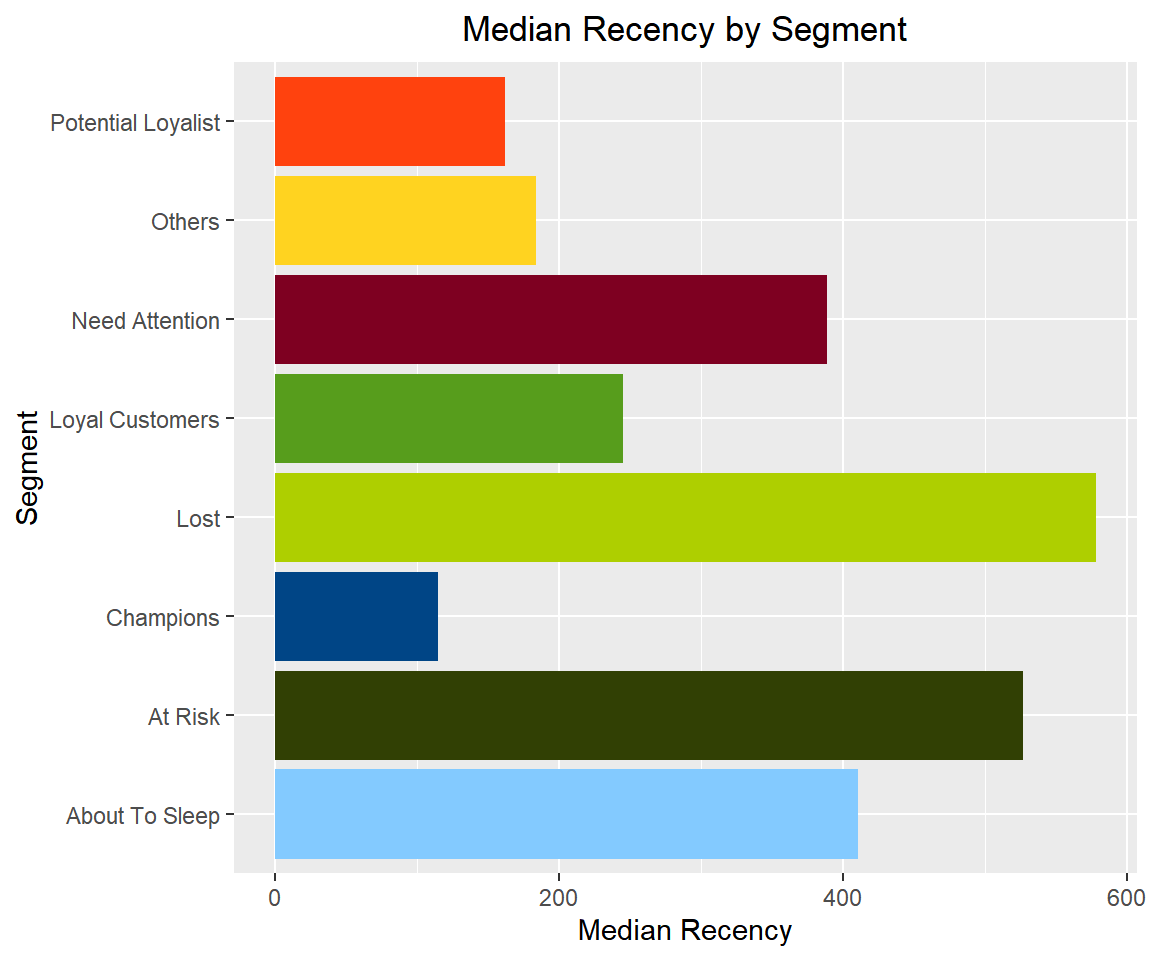 Median Recency by Segment
Potential Loyalist
Others
Need Attention
Loyal Customers
Lost
Champions
At Risk
About To Sleep
Segment
0 200 400 600
Median Recency